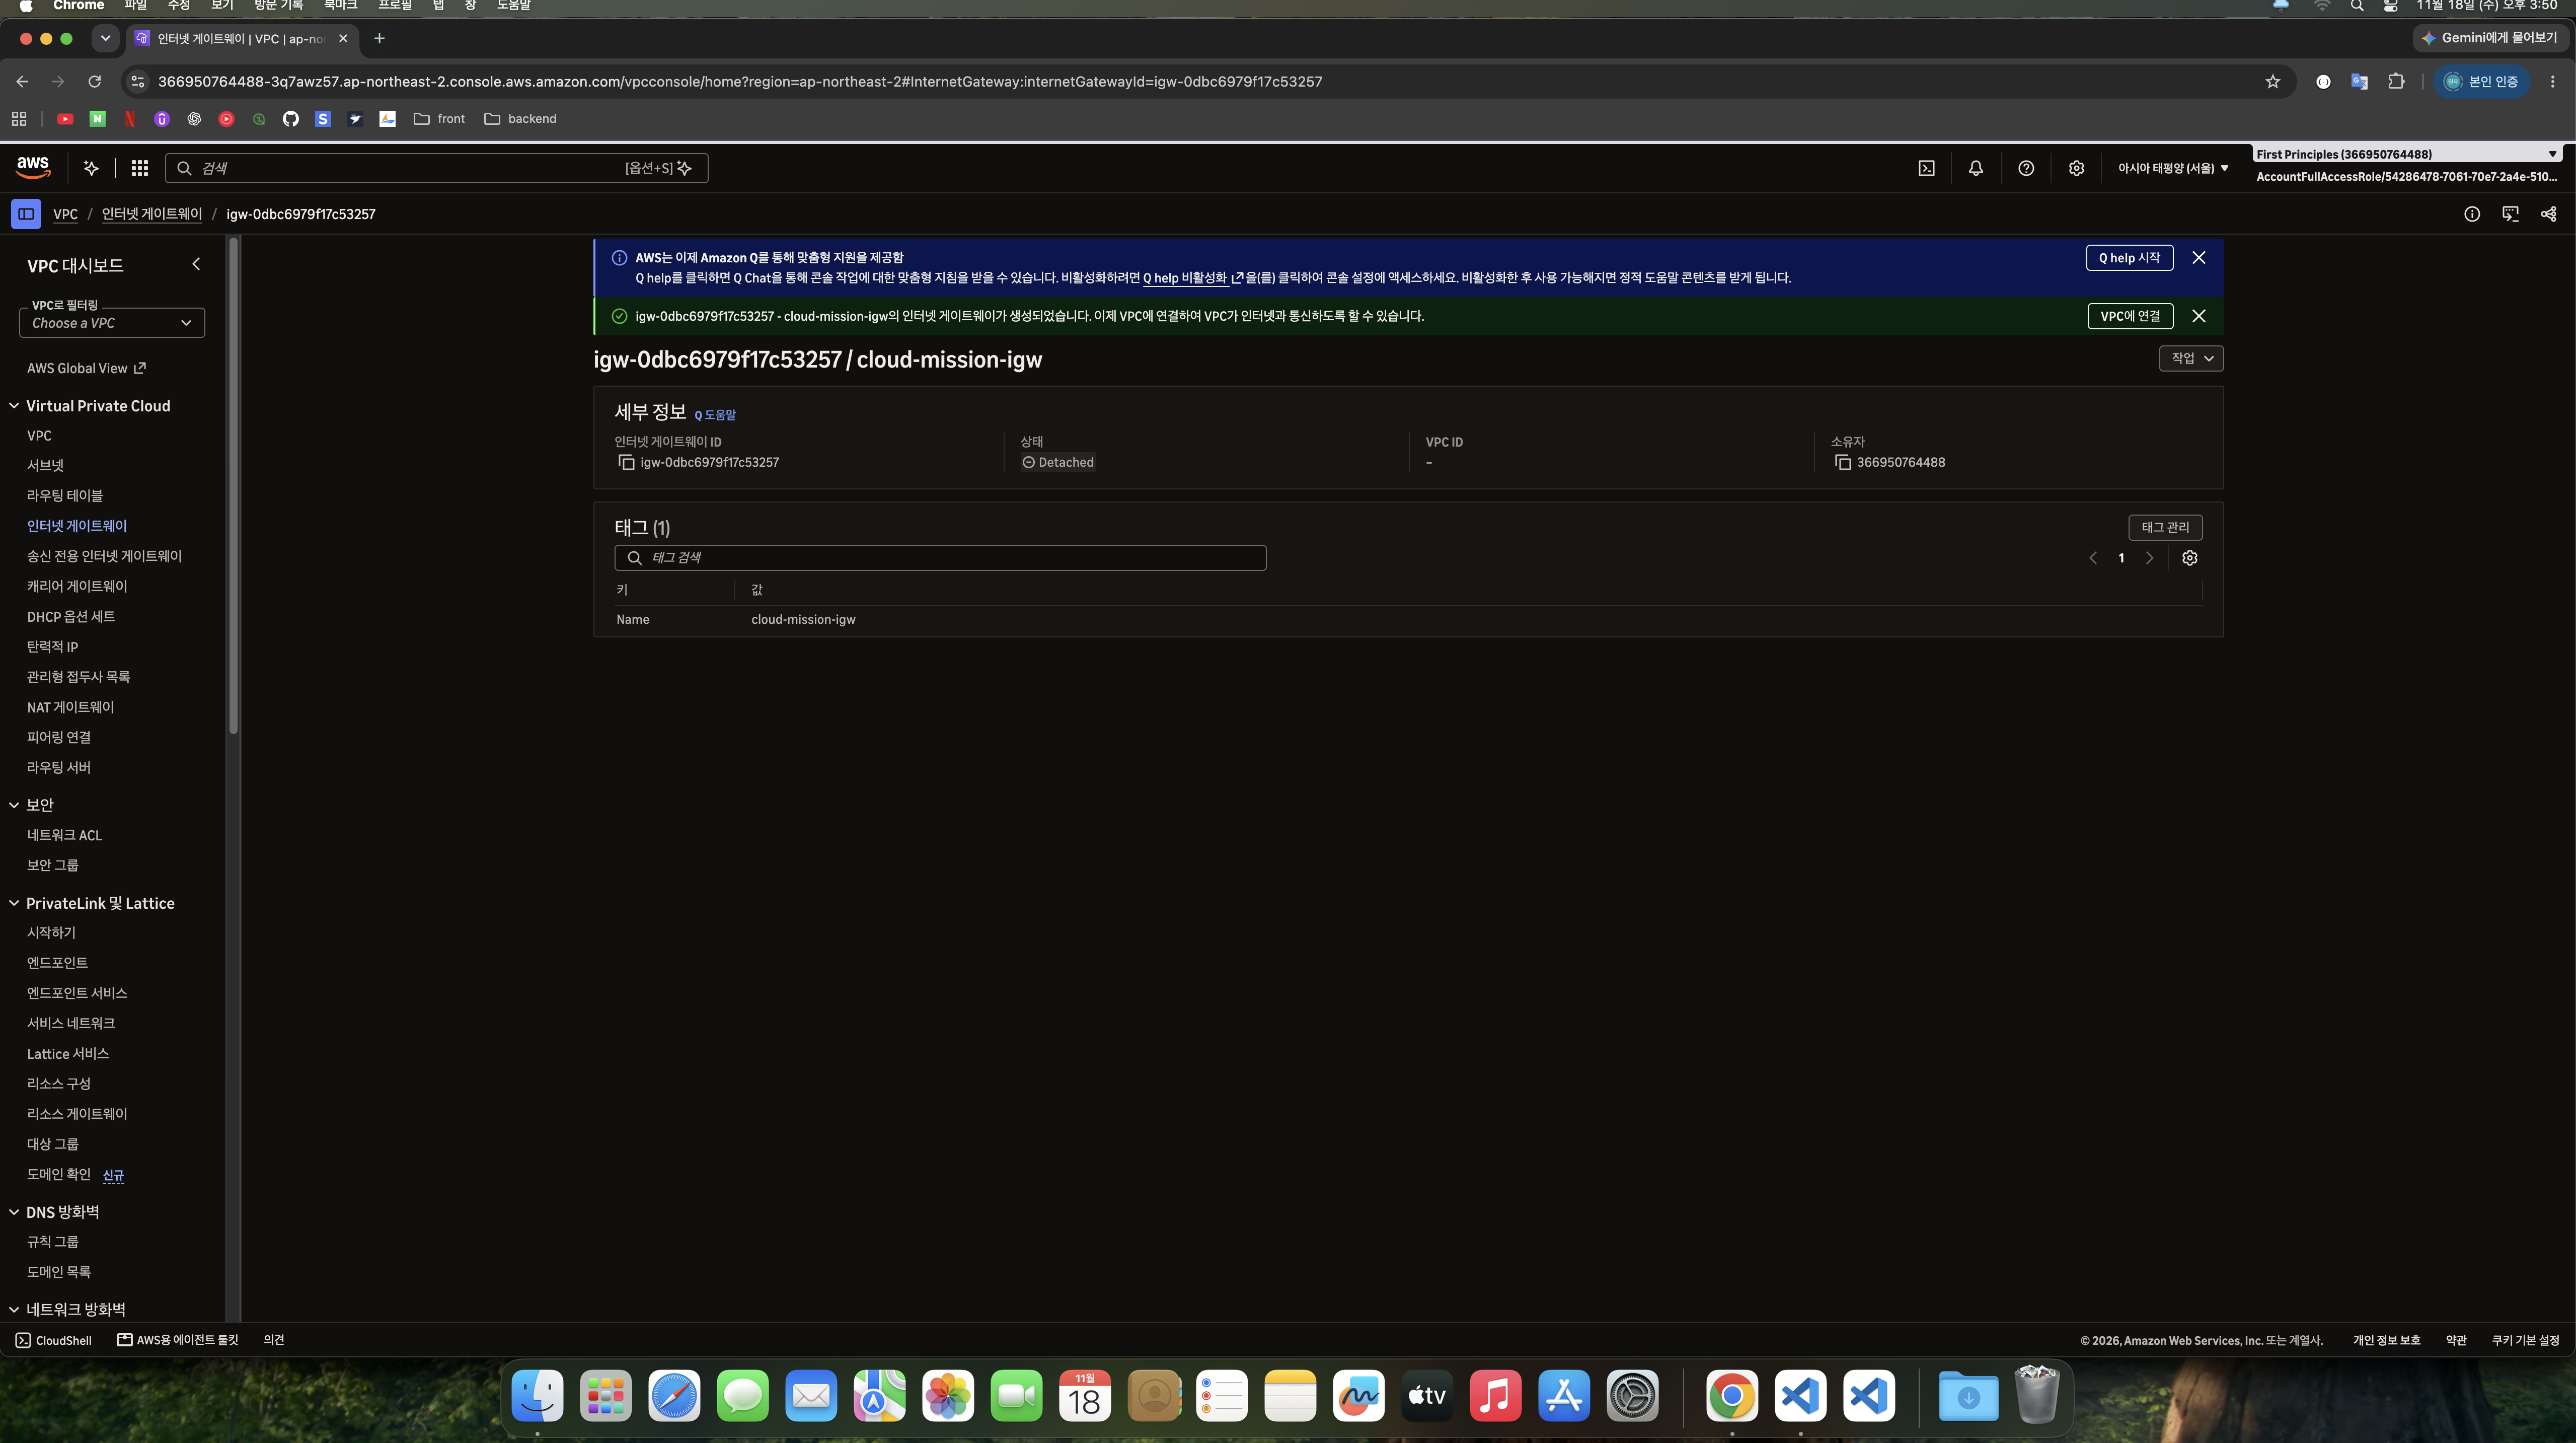 Chrome 파일 수정 보기 방문 기록 북마크 프로필 탭 창 도움말 11월 18일 (수) 오후 3:50
인터넷 게이트웨이 | VPC | ap-no Gemini에게 물어보기
366950764488-3q7awz57.ap-northeast-2.console.aws.amazon.com/vpcconsole/home?region=ap-northeast-2#InternetGateway:internetGatewayId=igw-0dbc6979f17c53257 본인 인증
front backend
aws 검색 [옵션+S] 아시아 태평양 (서울) First Principles (366950764488)
AccountFullAccessRole/54286478-7061-70e7-2a4e-510...
VPC / 인터넷 게이트웨이 / igw-0dbc6979f17c53257
VPC 대시보드
VPC로 필터링
Choose a VPC
AWS Global View
Virtual Private Cloud
VPC
서브넷
라우팅 테이블
인터넷 게이트웨이
송신 전용 인터넷 게이트웨이
캐리어 게이트웨이
DHCP 옵션 세트
탄력적 IP
관리형 접두사 목록
NAT 게이트웨이
피어링 연결
라우팅 서버
보안
네트워크 ACL
보안 그룹
PrivateLink 및 Lattice
시작하기
엔드포인트
엔드포인트 서비스
서비스 네트워크
Lattice 서비스
리소스 구성
리소스 게이트웨이
대상 그룹
도메인 확인 신규
DNS 방화벽
규칙 그룹
도메인 목록
네트워크 방화벽
AWS는 이제 Amazon Q를 통해 맞춤형 지원을 제공함
Q help를 클릭하면 Q Chat을 통해 콘솔 작업에 대한 맞춤형 지침을 받을 수 있습니다. 비활성화하려면 Q help 비활성화 을(를) 클릭하여 콘솔 설정에 액세스하세요. 비활성화한 후 사용 가능해지면 정적 도움말 콘텐츠를 받게 됩니다.
Q help 시작
igw-0dbc6979f17c53257 - cloud-mission-igw의 인터넷 게이트웨이가 생성되었습니다. 이제 VPC에 연결하여 VPC가 인터넷과 통신하도록 할 수 있습니다.
VPC에 연결
igw-0dbc6979f17c53257 / cloud-mission-igw
작업
세부 정보 Q 도움말
인터넷 게이트웨이 ID 상태 VPC ID 소유자
igw-0dbc6979f17c53257 Detached – 366950764488
태그 (1) 태그 관리
태그 검색 1
키 값
Name cloud-mission-igw
CloudShell AWS용 에이전트 툴킷 의견 © 2026, Amazon Web Services, Inc. 또는 계열사. 개인 정보 보호 약관 쿠키 기본 설정
11월
18
tv